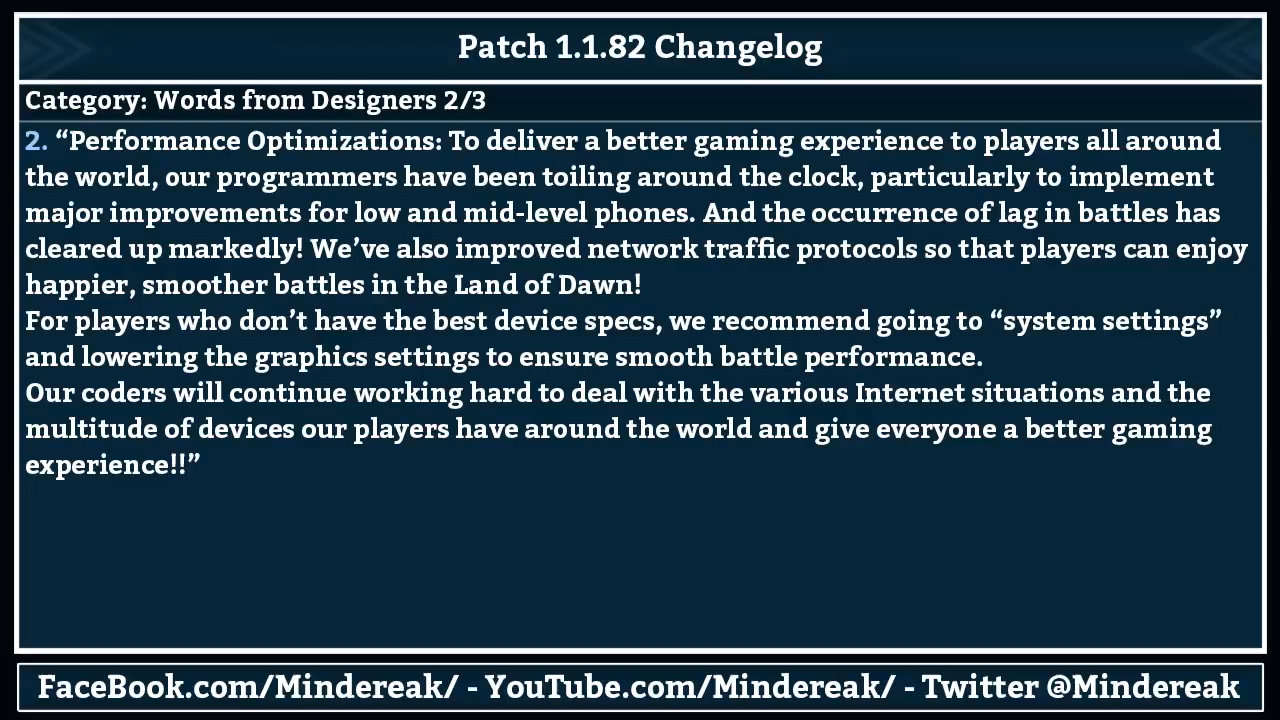 Patch 1.1.82 Changelog
Category: Words from Designers 2/3
2. “Performance Optimizations: To deliver a better gaming experience to players all around
the world, our programmers have been toiling around the clock, particularly to implement
major improvements for low and mid-level phones. And the occurrence of lag in battles has
cleared up markedly! We’ve also improved network traffic protocols so that players can enjoy
happier, smoother battles in the Land of Dawn!
For players who don’t have the best device specs, we recommend going to “system settings”
and lowering the graphics settings to ensure smooth battle performance.
Our coders will continue working hard to deal with the various Internet situations and the
multitude of devices our players have around the world and give everyone a better gaming
experience!!”
FaceBook.com/Mindereak/ - YouTube.com/Mindereak/ - Twitter @Mindereak